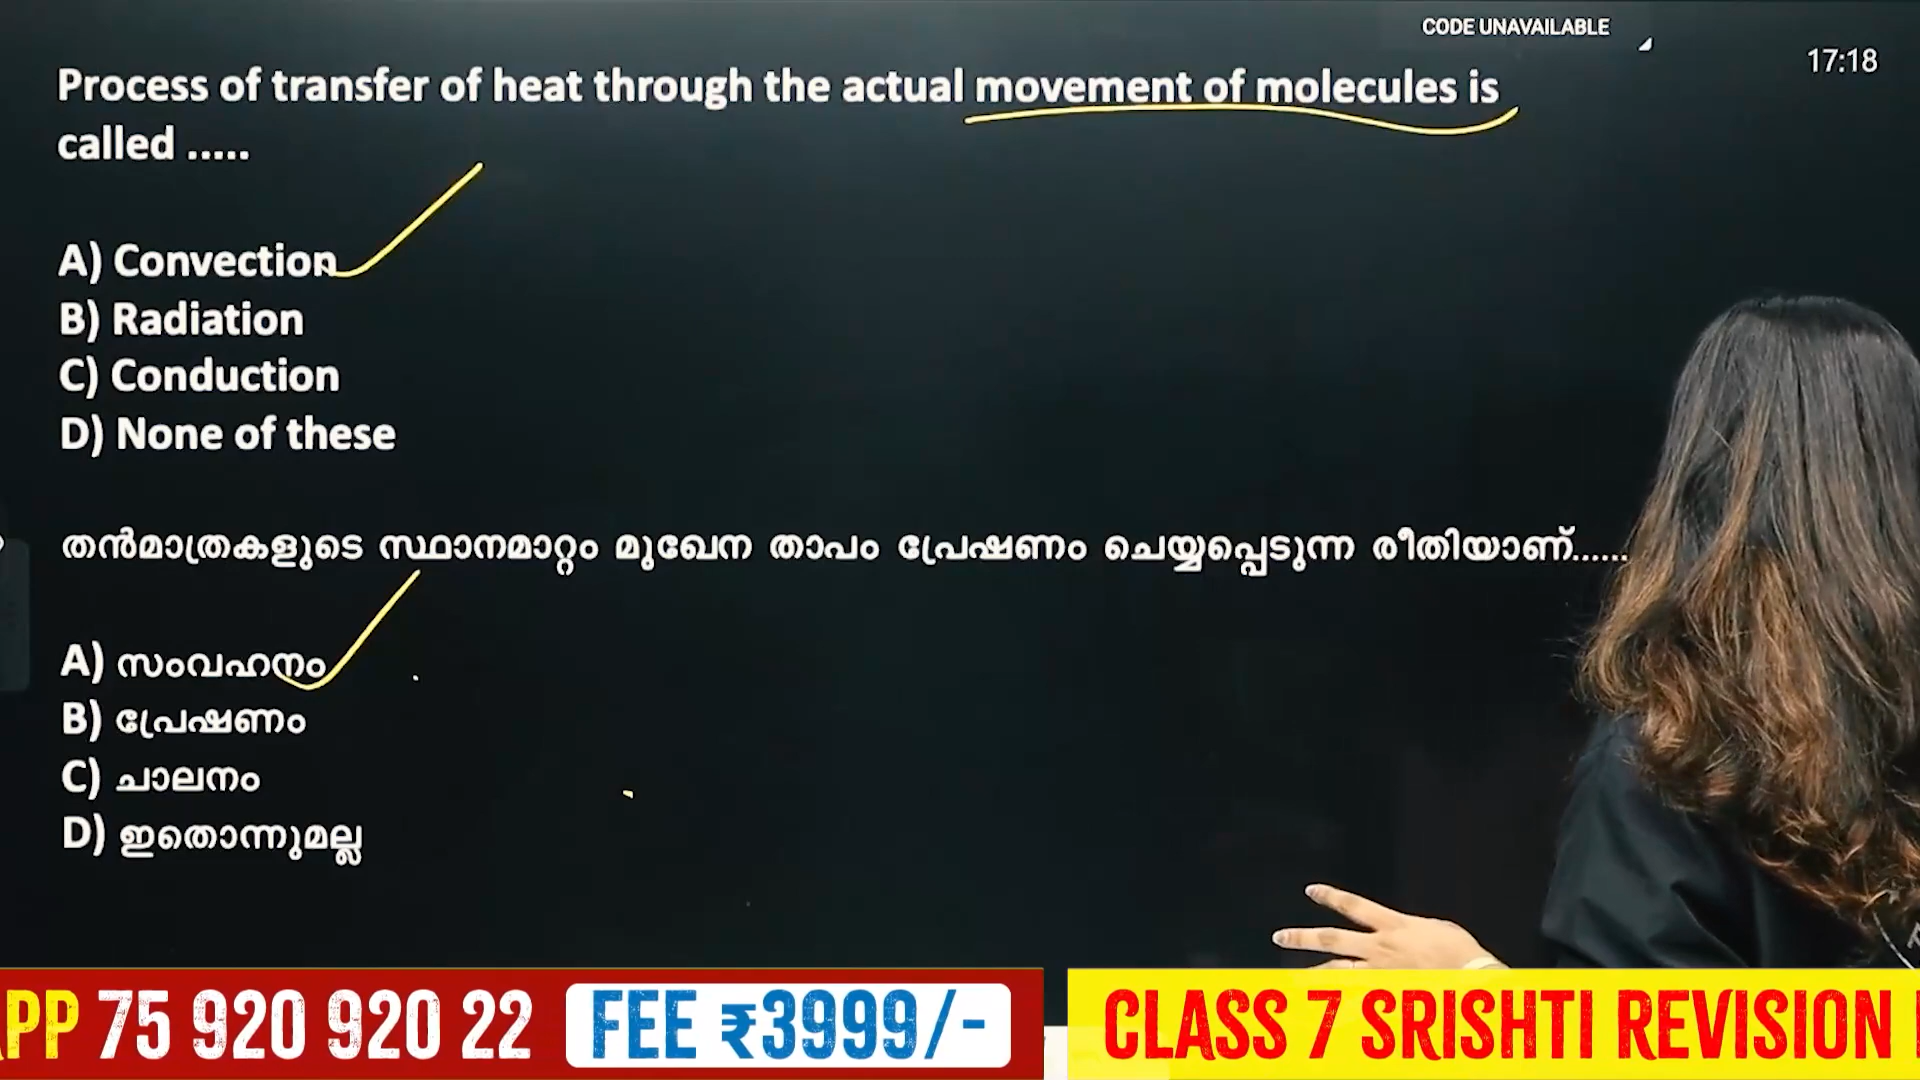 CODE UNAVAILABLE
17:18
Process of transfer of heat through the actual movement of molecules is
called .....
A) Convection
B) Radiation
C) Conduction
D) None of these
തൻമാത്രകളുടെ സ്ഥാനമാറ്റം മുഖേന താപം പ്രേഷണം ചെയ്യപ്പെടുന്ന രീതിയാണ്......
A) സംവഹനം
B) പ്രേഷണം
C) ചാലനം
D) ഇതൊന്നുമല്ല
PP 75 920 920 22 FEE ₹3999/- CLASS 7 SRISHTI REVISION